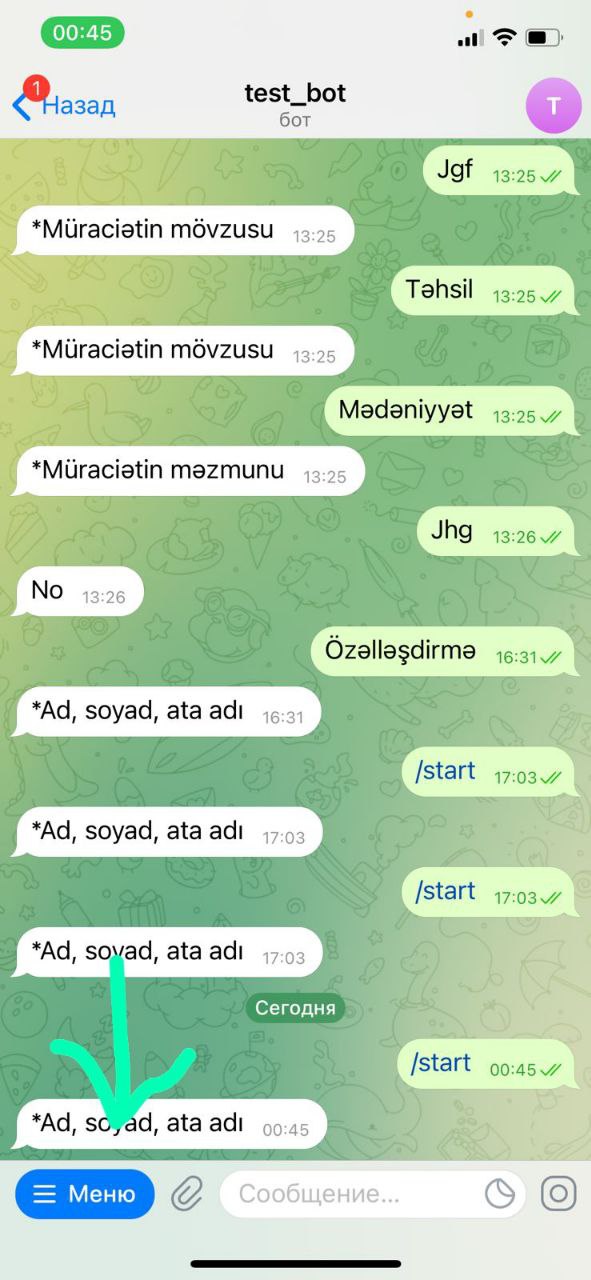 00:45
1
Назад
test_bot
бот
T
Jgf 13:25
*Müraciətin mövzusu 13:25
Təhsil 13:25
*Müraciətin mövzusu 13:25
Mədəniyyət 13:25
*Müraciətin məzmunu 13:25
Jhg 13:26
No 13:26
Özəlləşdirmə 16:31
*Ad, soyad, ata adı 16:31
/start 17:03
*Ad, soyad, ata adı 17:03
/start 17:03
*Ad, soyad, ata adı 17:03
Сегодня
/start 00:45
*Ad, soyad, ata adı 00:45
Меню
Сообщение...